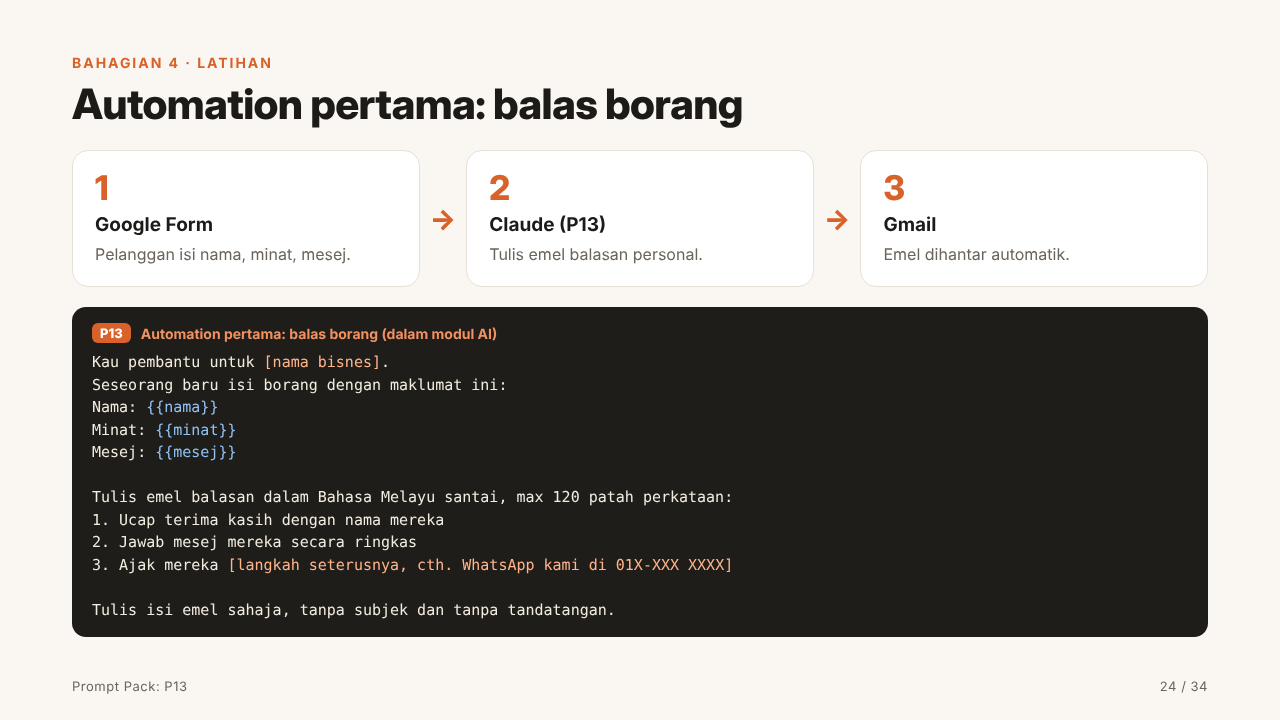 BAHAGIAN 4 · LATIHAN
Automation pertama: balas borang
1
Google Form
Pelanggan isi nama, minat, mesej.
→
2
Claude (P13)
Tulis emel balasan personal.
→
3
Gmail
Emel dihantar automatik.
P13 Automation pertama: balas borang (dalam modul AI)
Kau pembantu untuk [nama bisnes].
Seseorang baru isi borang dengan maklumat ini:
Nama: {{nama}}
Minat: {{minat}}
Mesej: {{mesej}}
Tulis emel balasan dalam Bahasa Melayu santai, max 120 patah perkataan:
1. Ucap terima kasih dengan nama mereka
2. Jawab mesej mereka secara ringkas
3. Ajak mereka [langkah seterusnya, cth. WhatsApp kami di 01X-XXX XXXX]
Tulis isi emel sahaja, tanpa subjek dan tanpa tandatangan.
Prompt Pack: P13
24 / 34